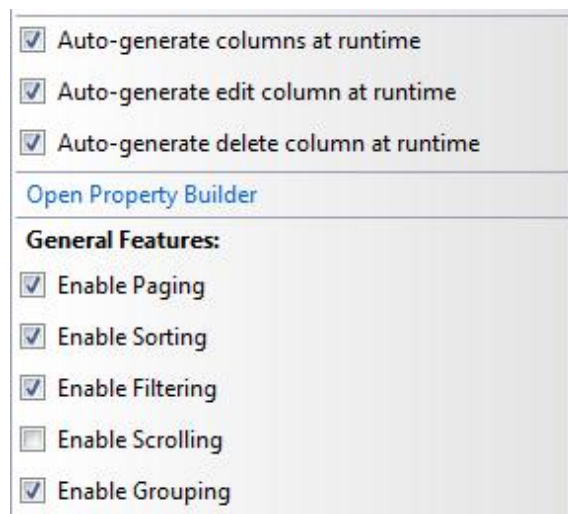 Auto-generate columns at runtime
Auto-generate edit column at runtime
Auto-generate delete column at runtime
Open Property Builder
General Features:
Enable Paging
Enable Sorting
Enable Filtering
Enable Scrolling
Enable Grouping